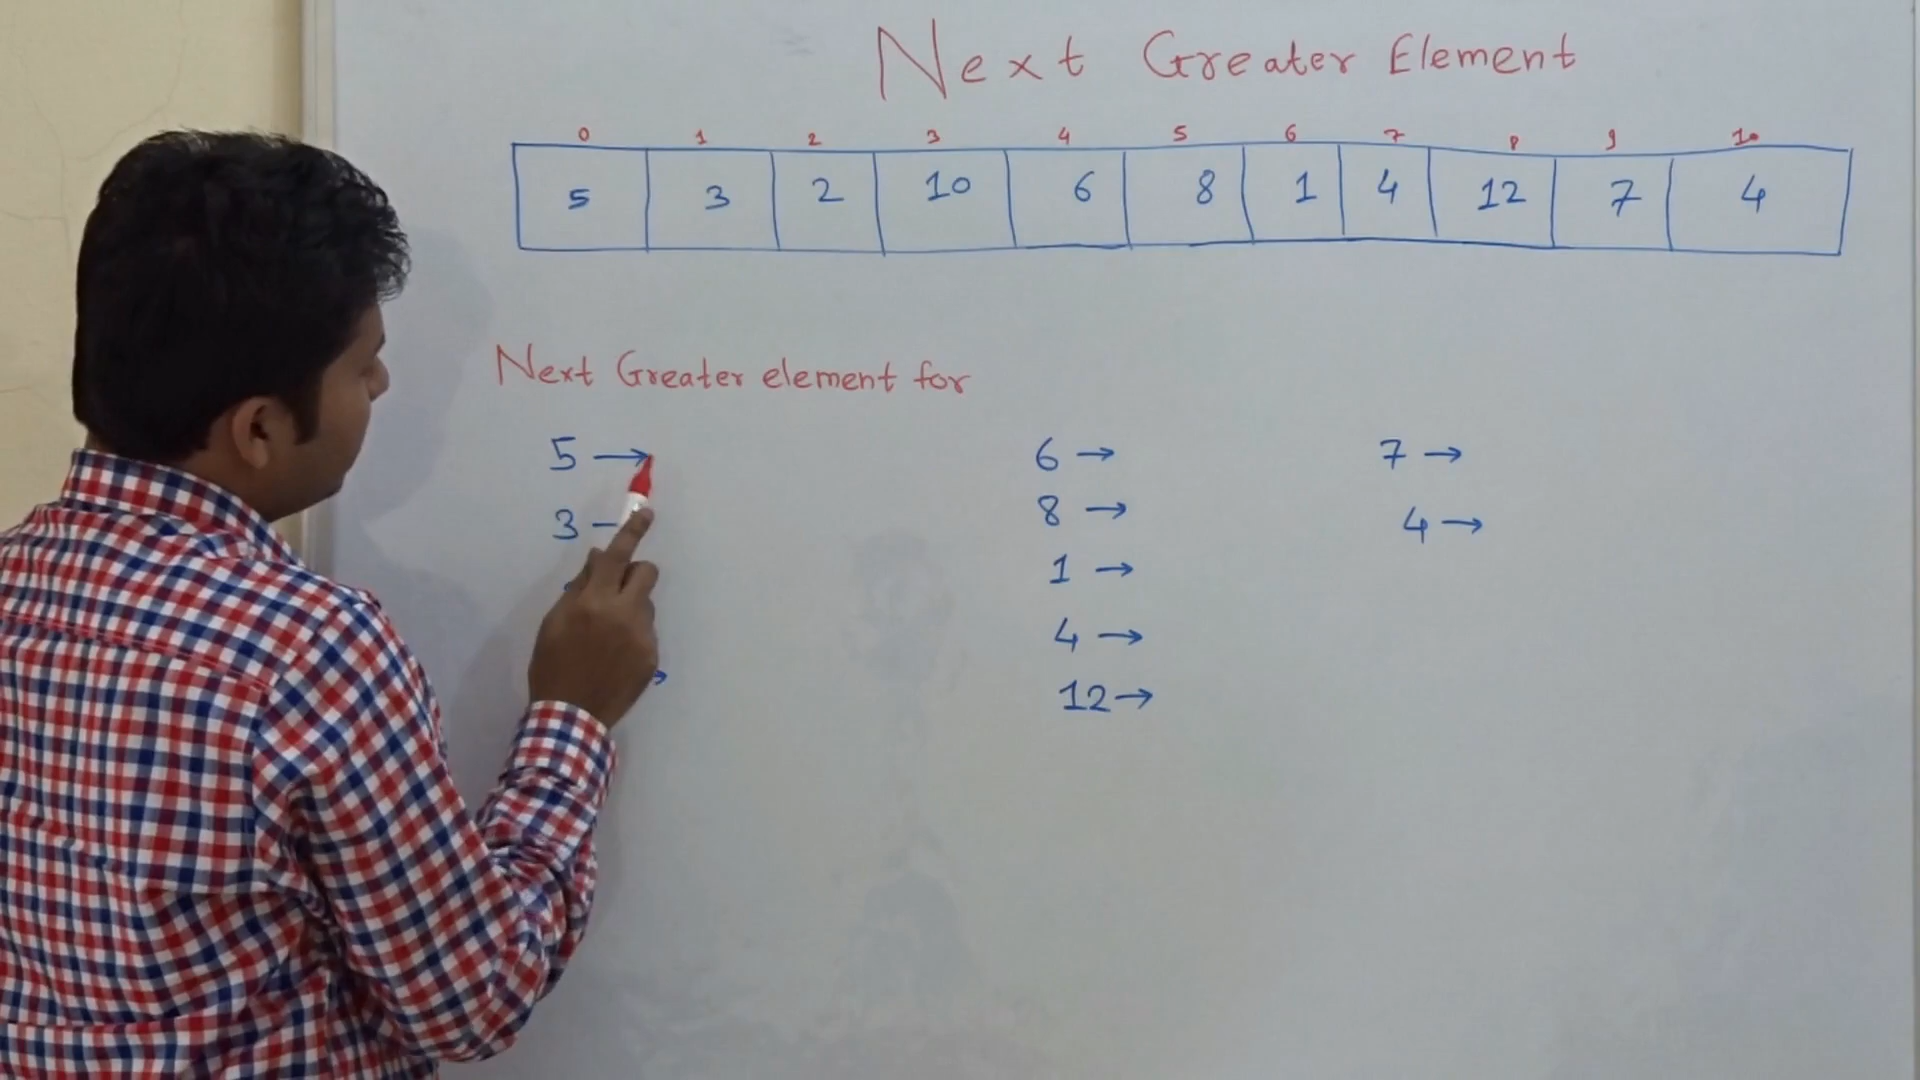 Next Greater Element
0 1 2 3 4 5 6 7 8 9 10
5 3 2 10 6 8 1 4 12 7 4
Next Greater element for
5 →
3 -
→
6 →
8 →
1 →
4 →
12 →
7 →
4 →